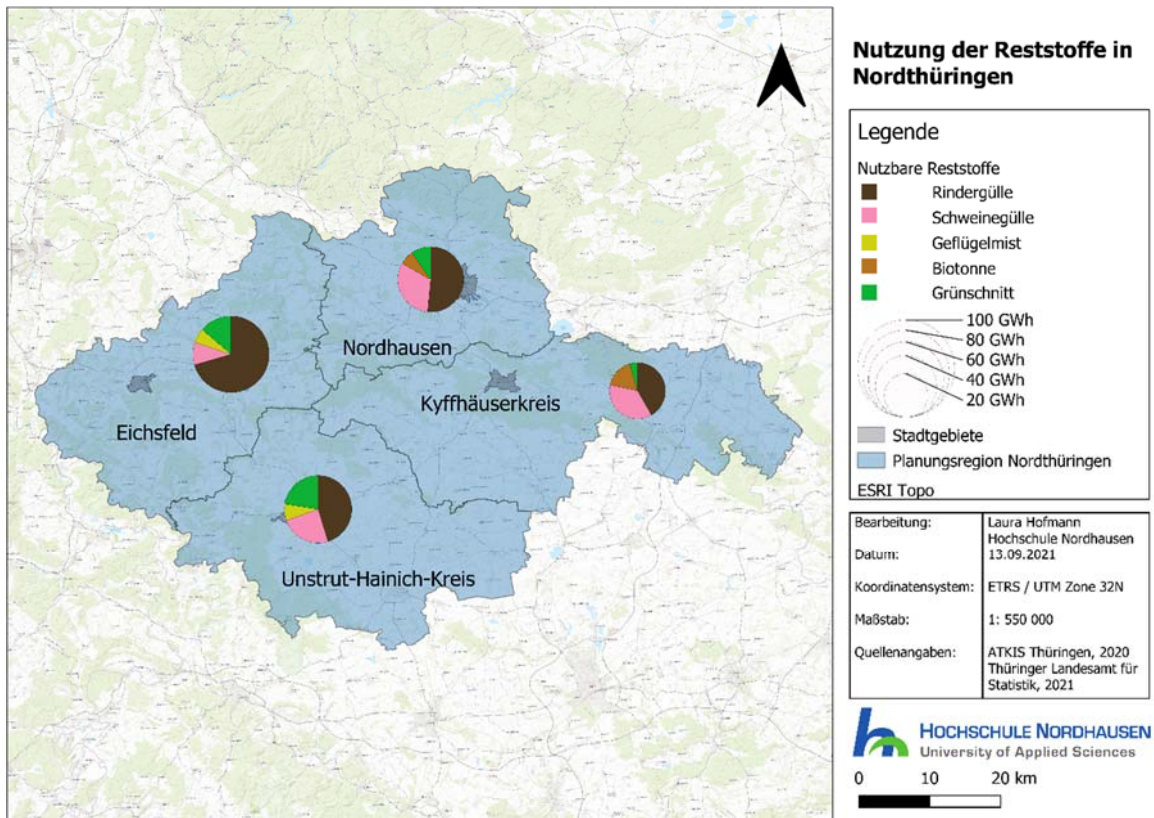 Nutzung der Reststoffe in
Nordthüringen
Legende
Nutzbare Reststoffe
Rindergülle
Schweinegülle
Geflügelmist
Biotonne
Grünschnitt
100 GWh
80 GWh
60 GWh
40 GWh
20 GWh
Stadtgebiete
Planungsregion Nordthüringen
ESRI Topo
Nordhausen
Kyffhäuserkreis
Eichsfeld
Unstrut-Hainich-Kreis
Bearbeitung: Laura Hofmann
Hochschule Nordhausen
Datum: 13.09.2021
Koordinatensystem: ETRS / UTM Zone 32N
Maßstab: 1: 550 000
Quellenangaben: ATKIS Thüringen, 2020
Thüringer Landesamt für
Statistik, 2021
HOCHSCHULE NORDHAUSEN
University of Applied Sciences
0 10 20 km